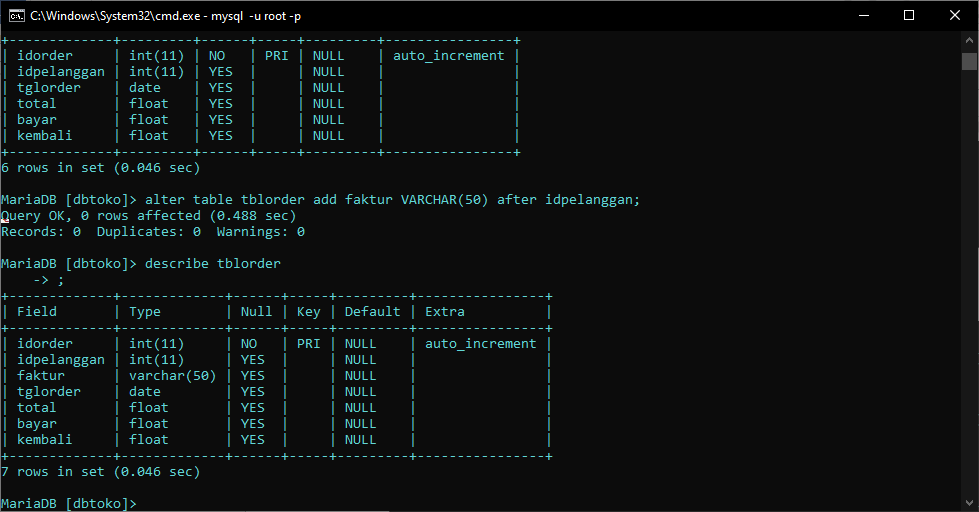 C:\Windows\System32\cmd.exe - mysql  -u root -p
+-------------+---------+------+-----+---------+----------------+
| idorder     | int(11) | NO   | PRI | NULL    | auto_increment |
| idpelanggan | int(11) | YES  |     | NULL    |                |
| tglorder    | date    | YES  |     | NULL    |                |
| total       | float   | YES  |     | NULL    |                |
| bayar       | float   | YES  |     | NULL    |                |
| kembali     | float   | YES  |     | NULL    |                |
+-------------+---------+------+-----+---------+----------------+
6 rows in set (0.046 sec)
MariaDB [dbtoko]> alter table tblorder add faktur VARCHAR(50) after idpelanggan;
Query OK, 0 rows affected (0.488 sec)
Records: 0  Duplicates: 0  Warnings: 0
MariaDB [dbtoko]> describe tblorder
    -> ;
+-------------+-------------+------+-----+---------+----------------+
| Field       | Type        | Null | Key | Default | Extra          |
+-------------+-------------+------+-----+---------+----------------+
| idorder     | int(11)     | NO   | PRI | NULL    | auto_increment |
| idpelanggan | int(11)     | YES  |     | NULL    |                |
| faktur      | varchar(50) | YES  |     | NULL    |                |
| tglorder    | date        | YES  |     | NULL    |                |
| total       | float       | YES  |     | NULL    |                |
| bayar       | float       | YES  |     | NULL    |                |
| kembali     | float       | YES  |     | NULL    |                |
+-------------+-------------+------+-----+---------+----------------+
7 rows in set (0.046 sec)
MariaDB [dbtoko]>